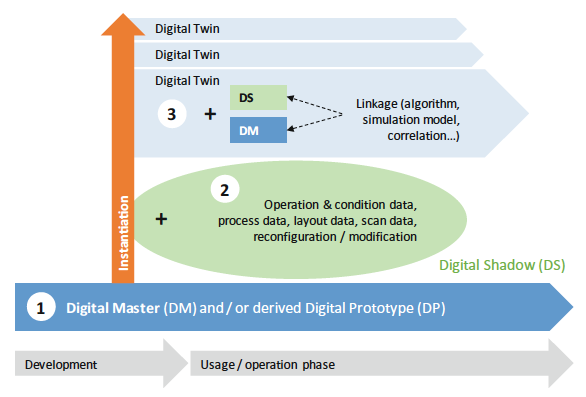 Digital Twin
Digital Twin
Digital Twin
3
+
DS
DM
Linkage (algorithm,
simulation model,
correlation...)
Instantiation
2
+
Operation & condition data,
process data, layout data, scan data,
reconfiguration / modification
Digital Shadow (DS)
1
Digital Master (DM) and / or derived Digital Prototype (DP)
Development
Usage / operation phase